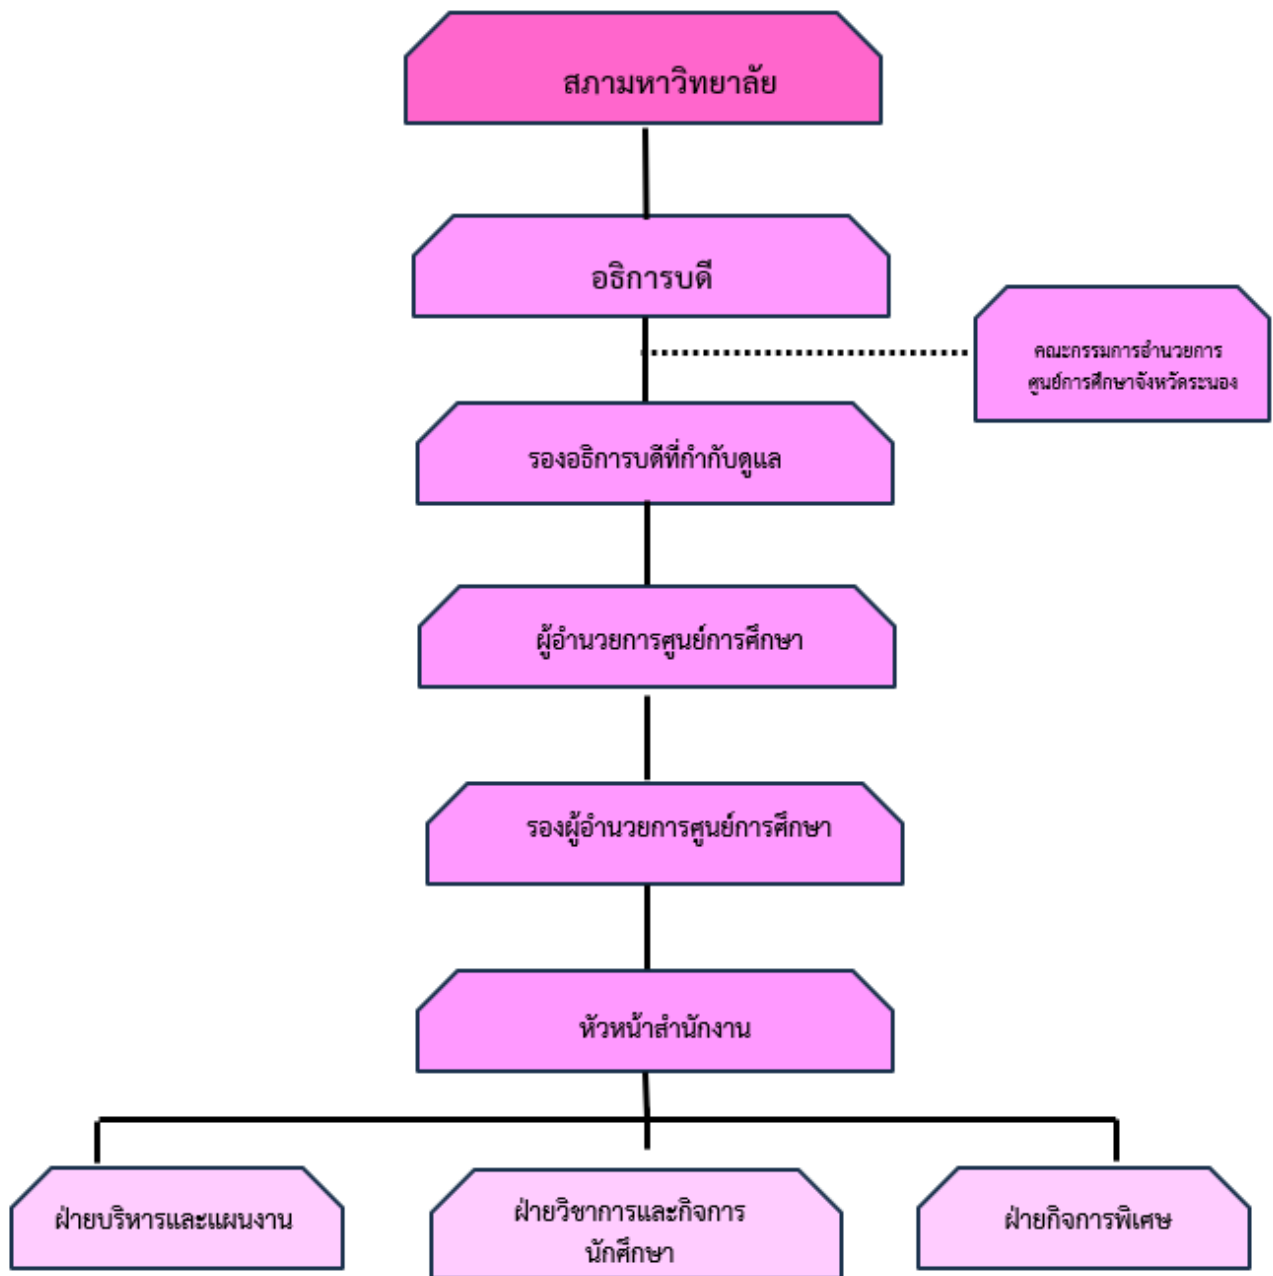 สภามหาวิทยาลัย
อธิการบดี
คณะกรรมการอำนวยการ
ศูนย์การศึกษาจังหวัดระนอง
รองอธิการบดีที่กำกับดูแล
ผู้อำนวยการศูนย์การศึกษา
รองผู้อำนวยการศูนย์การศึกษา
หัวหน้าสำนักงาน
ฝ่ายบริหารและแผนงาน
ฝ่ายวิชาการและกิจการ
นักศึกษา
ฝ่ายกิจการพิเศษ